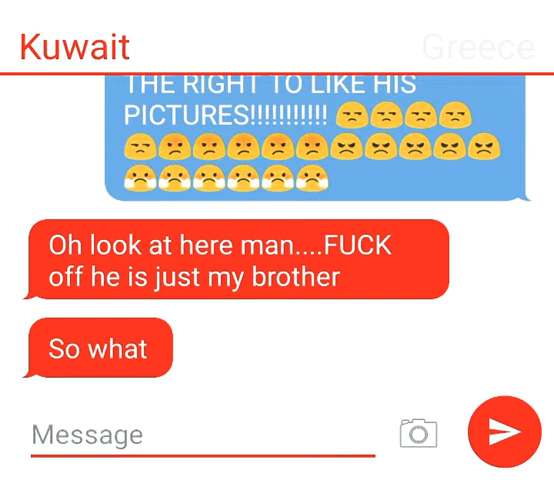 Kuwait
Greece
THE RIGHT TO LIKE HIS
PICTURES!!!!!!!!!!! 😒😒😒😒
😒😡😡😡😡😡😠😠😠😠😠
😤😤😤😤😤😤
Oh look at here man....FUCK
off he is just my brother
So what
Message